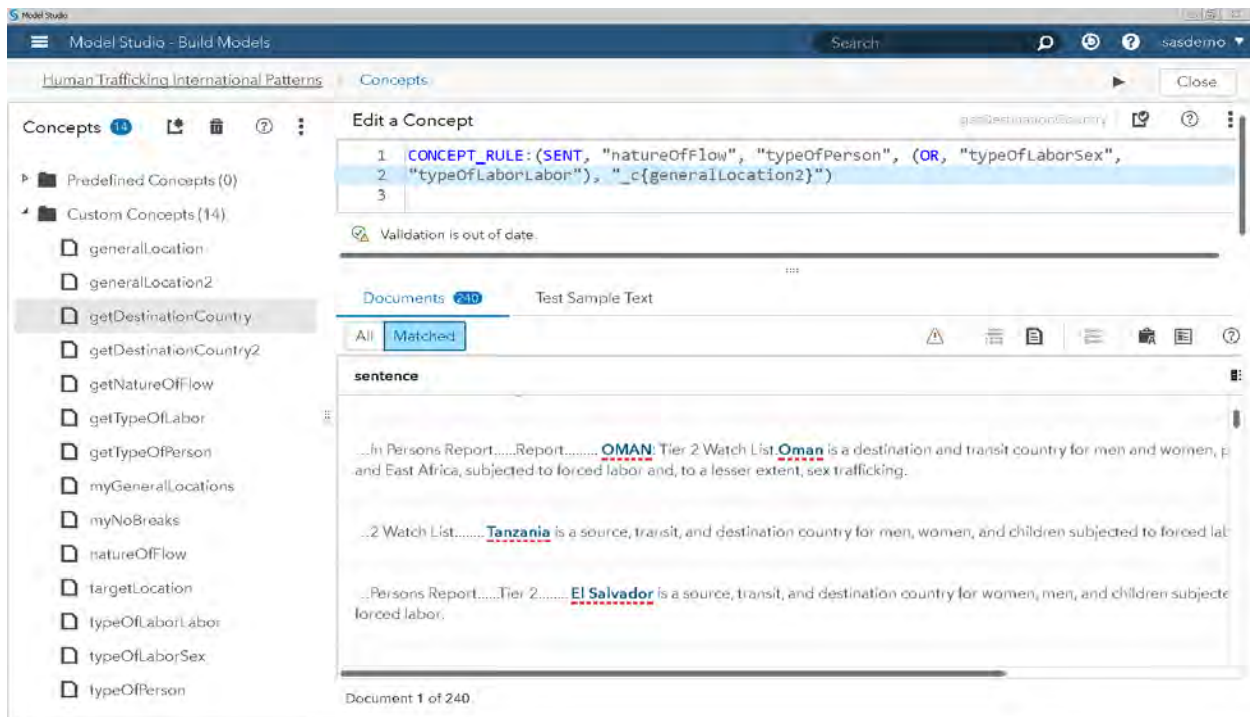 Model Studio
Model Studio - Build Models
Search
sasdemo
Human Trafficking International Patterns
Concepts
Close
Concepts 14
Edit a Concept
getDestinationCountry
1 CONCEPT_RULE:(SENT, "natureOfFlow", "typeOfPerson", (OR, "typeOfLaborSex",
2 "typeOfLaborLabor"), "_c{generalLocation2}")
3
Validation is out of date.
Predefined Concepts (0)
Custom Concepts (14)
generalLocation
generalLocation2
getDestinationCountry
getDestinationCountry2
getNatureOfFlow
getTypeOfLabor
getTypeOfPerson
myGeneralLocations
myNoBreaks
natureOfFlow
targetLocation
typeOfLaborLabor
typeOfLaborSex
typeOfPerson
Documents 240
Test Sample Text
All
Matched
sentence
...In Persons Report......Report......... OMAN: Tier 2 Watch List.Oman is a destination and transit country for men and women, p
and East Africa, subjected to forced labor and, to a lesser extent, sex trafficking.
...2 Watch List........ Tanzania is a source, transit, and destination country for men, women, and children subjected to forced lab
...Persons Report.....Tier 2....... El Salvador is a source, transit, and destination country for women, men, and children subjecte
forced labor.
Document 1 of 240